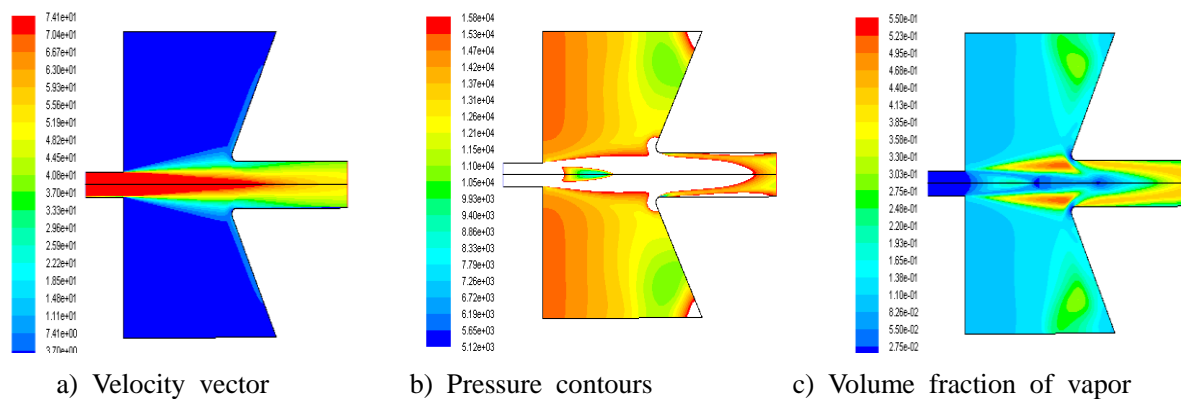 7.41e+01
7.04e+01
6.67e+01
6.30e+01
5.93e+01
5.56e+01
5.19e+01
4.82e+01
4.45e+01
4.08e+01
3.70e+01
3.33e+01
2.96e+01
2.59e+01
2.22e+01
1.85e+01
1.48e+01
1.11e+01
7.41e+00
3.70e+00
1.58e+04
1.53e+04
1.47e+04
1.42e+04
1.37e+04
1.31e+04
1.26e+04
1.21e+04
1.15e+04
1.10e+04
1.05e+04
9.93e+03
9.40e+03
8.86e+03
8.33e+03
7.79e+03
7.26e+03
6.72e+03
6.19e+03
5.65e+03
5.12e+03
5.50e-01
5.23e-01
4.95e-01
4.68e-01
4.40e-01
4.13e-01
3.85e-01
3.58e-01
3.30e-01
3.03e-01
2.75e-01
2.48e-01
2.20e-01
1.93e-01
1.65e-01
1.38e-01
1.10e-01
8.26e-02
5.51e-02
2.75e-02
a) Velocity vector
b) Pressure contours
c) Volume fraction of vapor